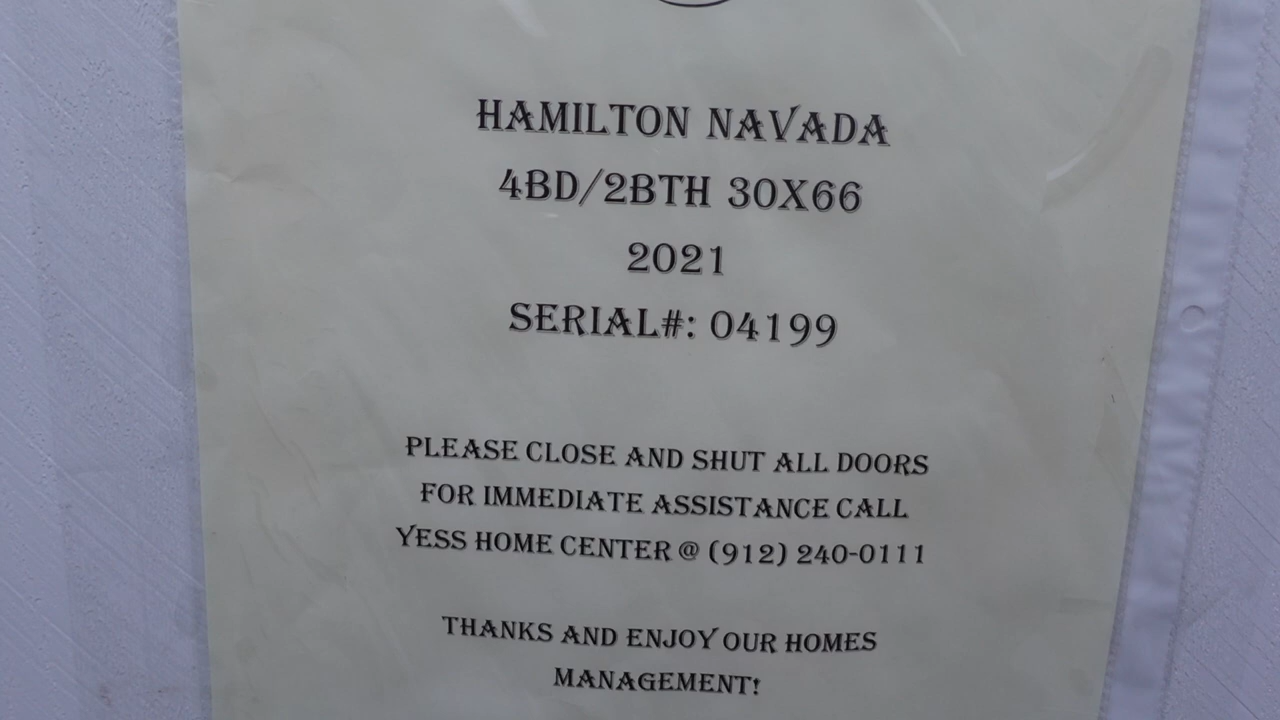 HAMILTON NAVADA
4BD/2BTH 30X66
2021
SERIAL#: 04199
PLEASE CLOSE AND SHUT ALL DOORS
FOR IMMEDIATE ASSISTANCE CALL
YESS HOME CENTER @ (912) 240-0111
THANKS AND ENJOY OUR HOMES
MANAGEMENT!